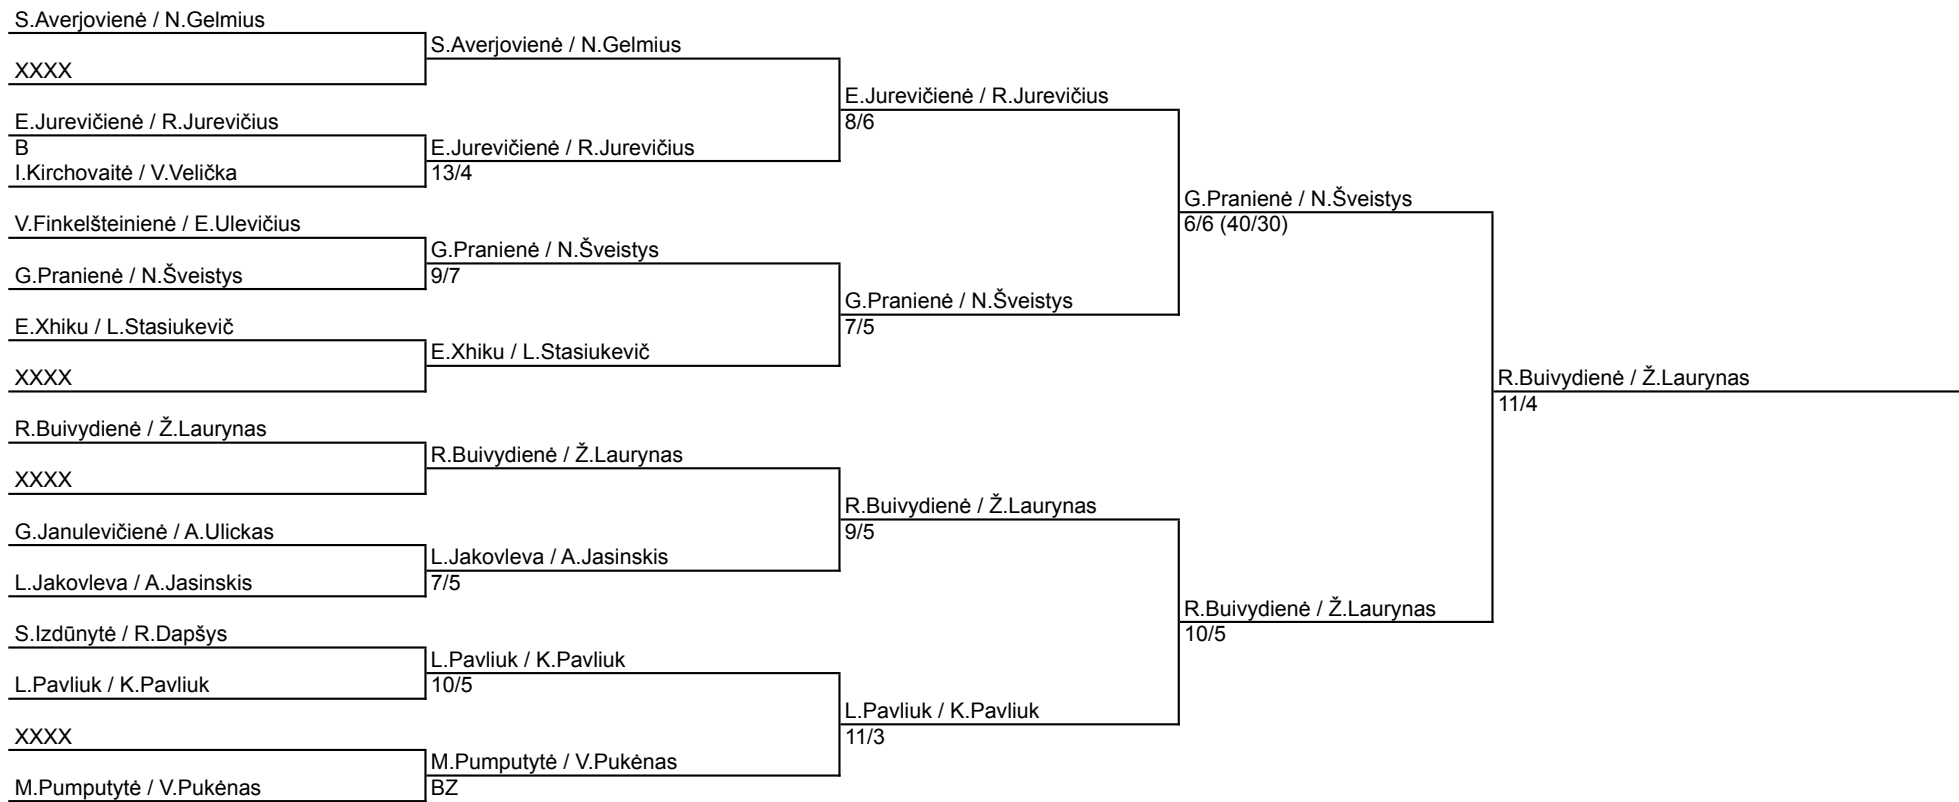 S.Averjovienė / N.Gelmius
S.Averjovienė / N.Gelmius
XXXX
E.Jurevičienė / R.Jurevičius
8/6
E.Jurevičienė / R.Jurevičius
B
E.Jurevičienė / R.Jurevičius
I.Kirchovaitė / V.Velička
13/4
G.Pranienė / N.Šveistys
6/6 (40/30)
V.Finkelšteinienė / E.Ulevičius
G.Pranienė / N.Šveistys
G.Pranienė / N.Šveistys
9/7
G.Pranienė / N.Šveistys
7/5
E.Xhiku / L.Stasiukevič
E.Xhiku / L.Stasiukevič
XXXX
R.Buivydienė / Ž.Laurynas
11/4
R.Buivydienė / Ž.Laurynas
R.Buivydienė / Ž.Laurynas
XXXX
R.Buivydienė / Ž.Laurynas
9/5
G.Janulevičienė / A.Ulickas
L.Jakovleva / A.Jasinskis
L.Jakovleva / A.Jasinskis
7/5
R.Buivydienė / Ž.Laurynas
10/5
S.Izdūnytė / R.Dapšys
L.Pavliuk / K.Pavliuk
L.Pavliuk / K.Pavliuk
10/5
L.Pavliuk / K.Pavliuk
11/3
XXXX
M.Pumputytė / V.Pukėnas
M.Pumputytė / V.Pukėnas
BZ